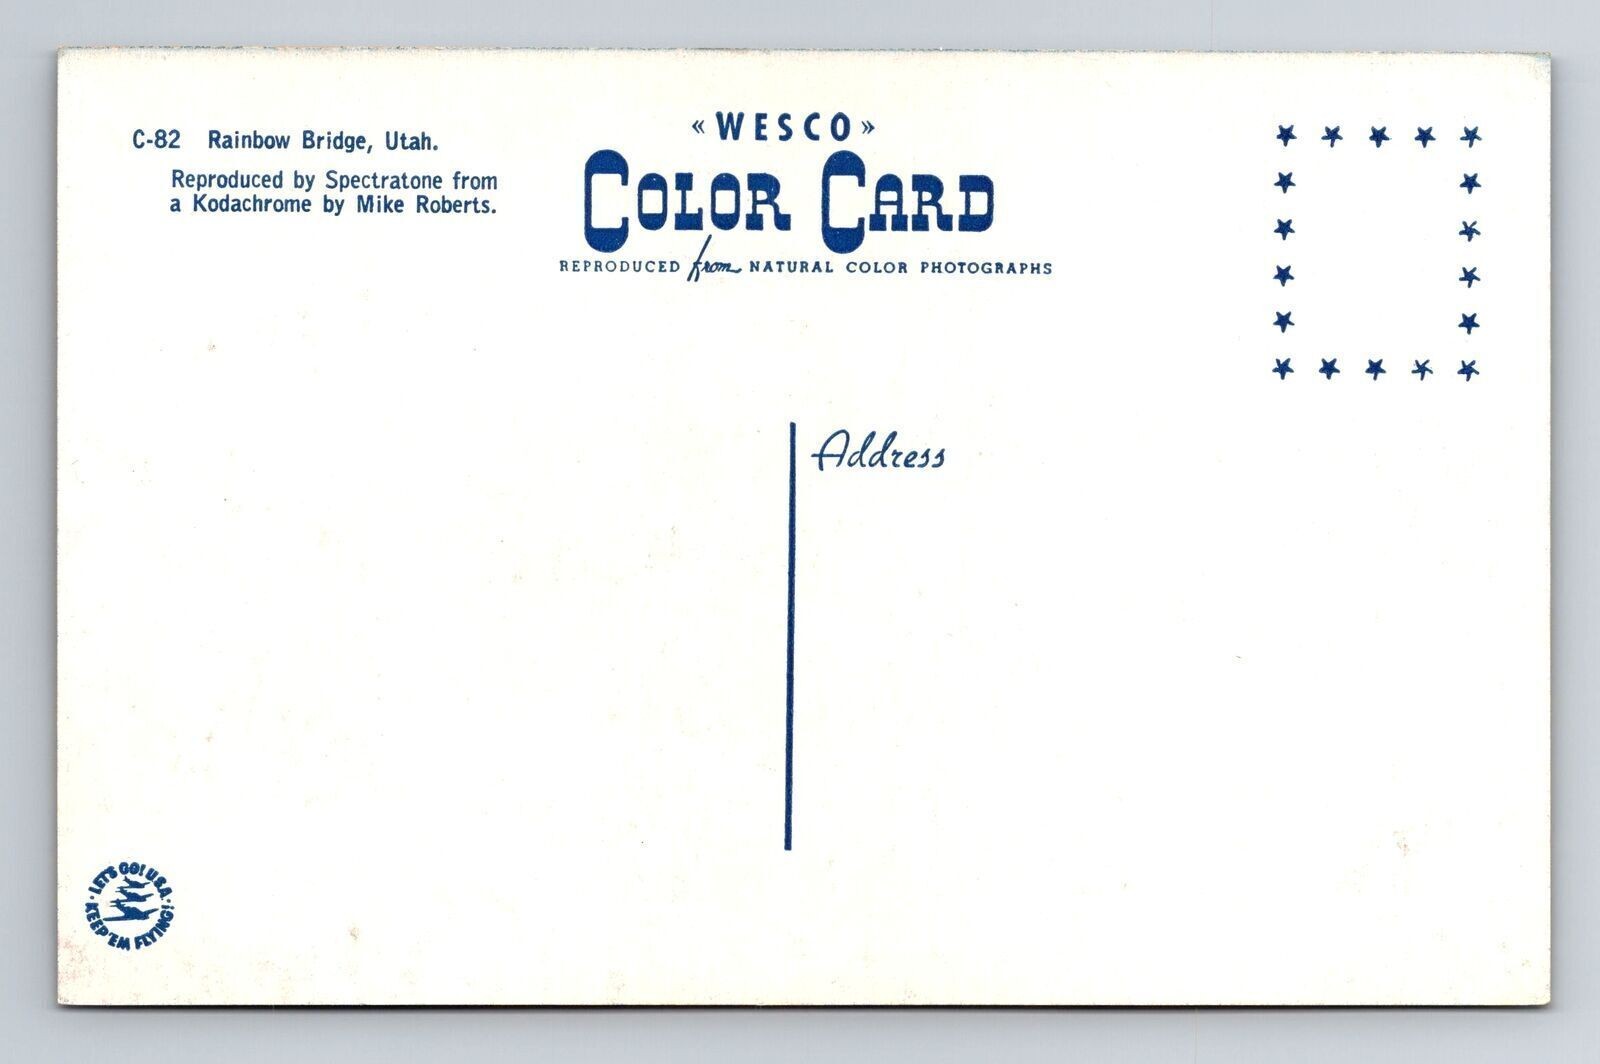 C-82 Rainbow Bridge, Utah.
Reproduced by Spectratone from
a Kodachrome by Mike Roberts.
« WESCO »
COLOR CARD
REPRODUCED from NATURAL COLOR PHOTOGRAPHS
Address
LET'S GO! U.S.A.
KEEP 'EM FLYING!